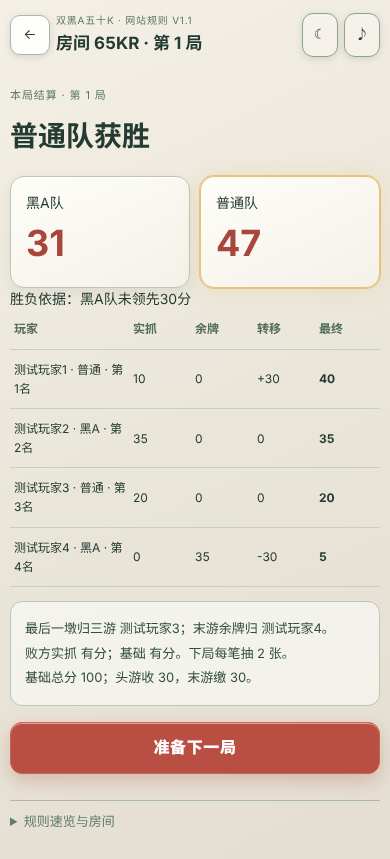 ←
双黑A五十K · 网站规则 V1.1
房间 65KR · 第 1 局
☾
♪
本局结算 · 第 1 局
普通队获胜
黑A队
31
普通队
47
胜负依据：黑A队未领先30分
玩家 实抓 余牌 转移 最终
测试玩家1 · 普通 · 第
1名
10 0 +30 40
测试玩家2 · 黑A · 第
2名
35 0 0 35
测试玩家3 · 普通 · 第
3名
20 0 0 20
测试玩家4 · 黑A · 第
4名
0 35 -30 5
最后一墩归三游 测试玩家3；末游余牌归 测试玩家4。
败方实抓 有分；基础 有分。下局每笔抽 2 张。
基础总分 100；头游收 30，末游缴 30。
准备下一局
▶ 规则速览与房间